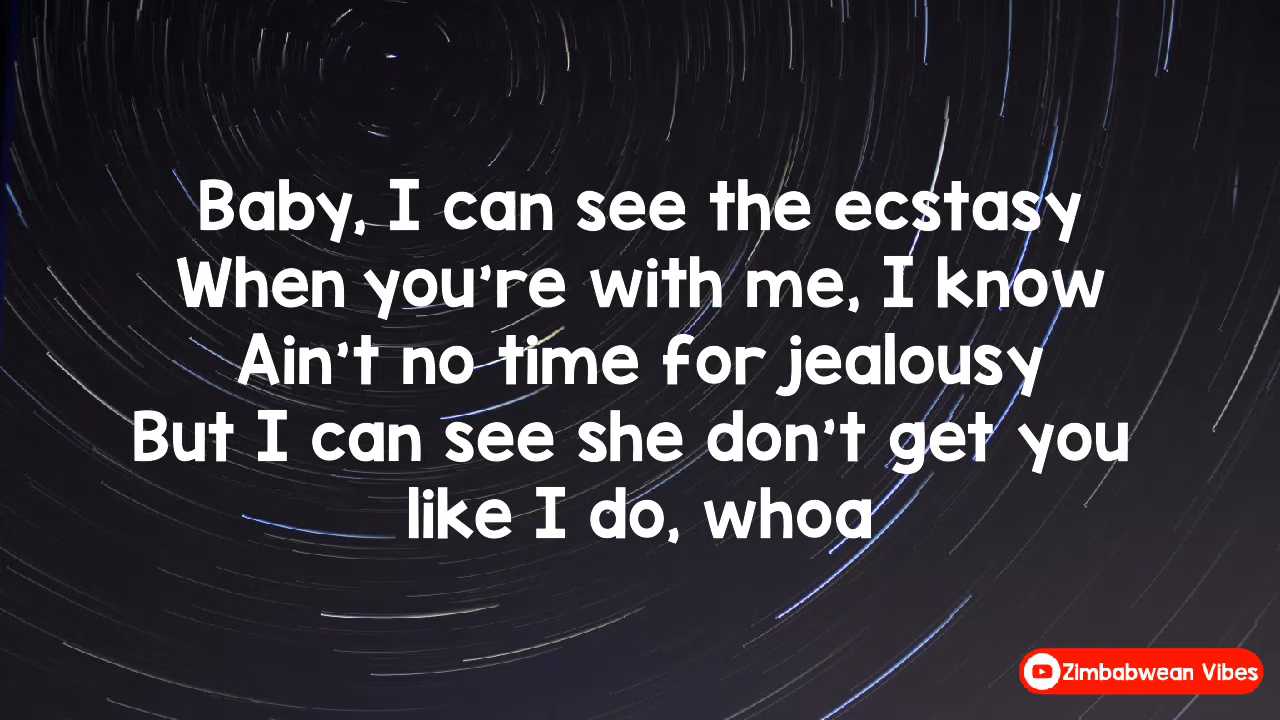 Baby, I can see the ecstasy
When you're with me, I know
Ain't no time for jealousy
But I can see she don't get you
like I do, whoa
Zimbabwean Vibes